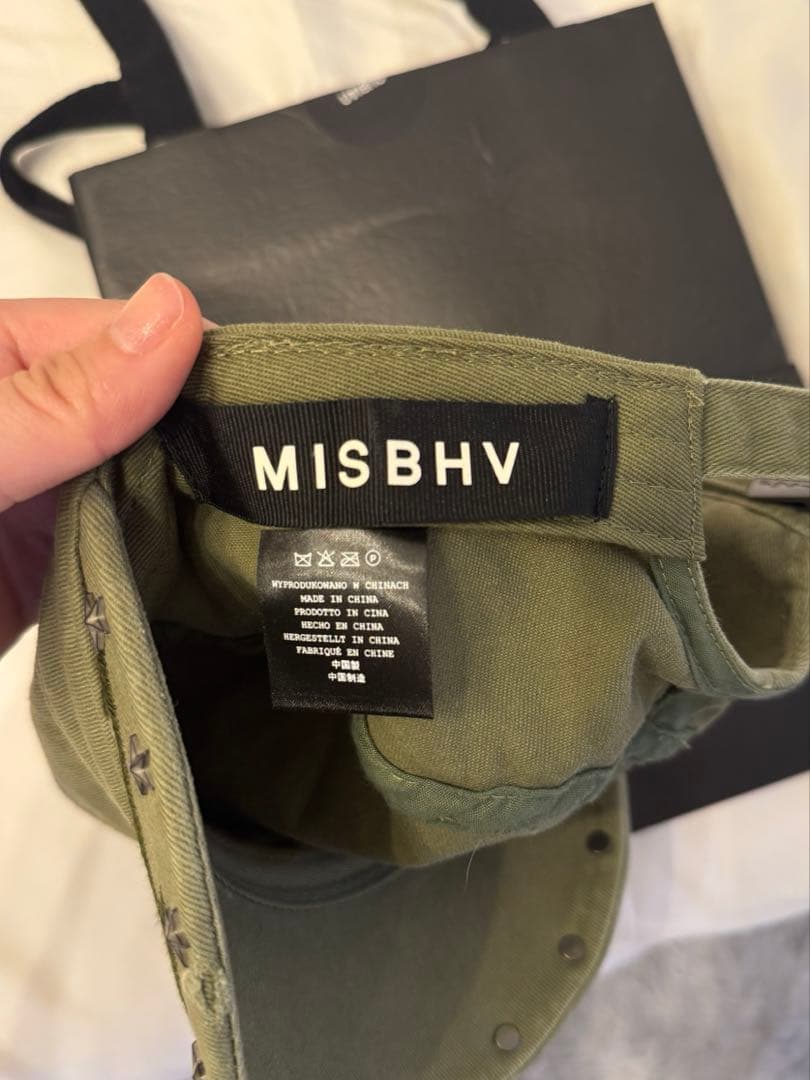 MISBHV
WYPRODUKOWANO W CHINACH
MADE IN CHINA
PRODOTTO IN CINA
HECHO EN CHINA
HERGESTELLT IN CHINA
FABRIQUÉ EN CHINE
中国製
中国制造